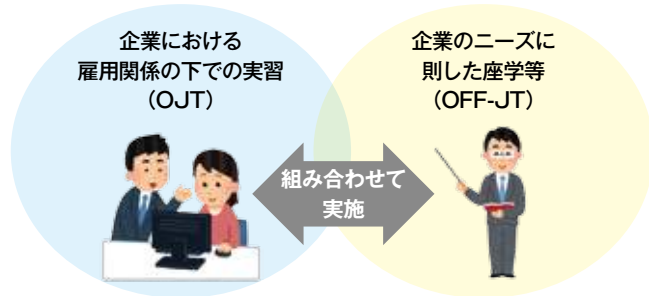 企業における
雇用関係の下での実習
（OJT）
企業のニーズに
則した座学等
（OFF-JT）
組み合わせて
実施